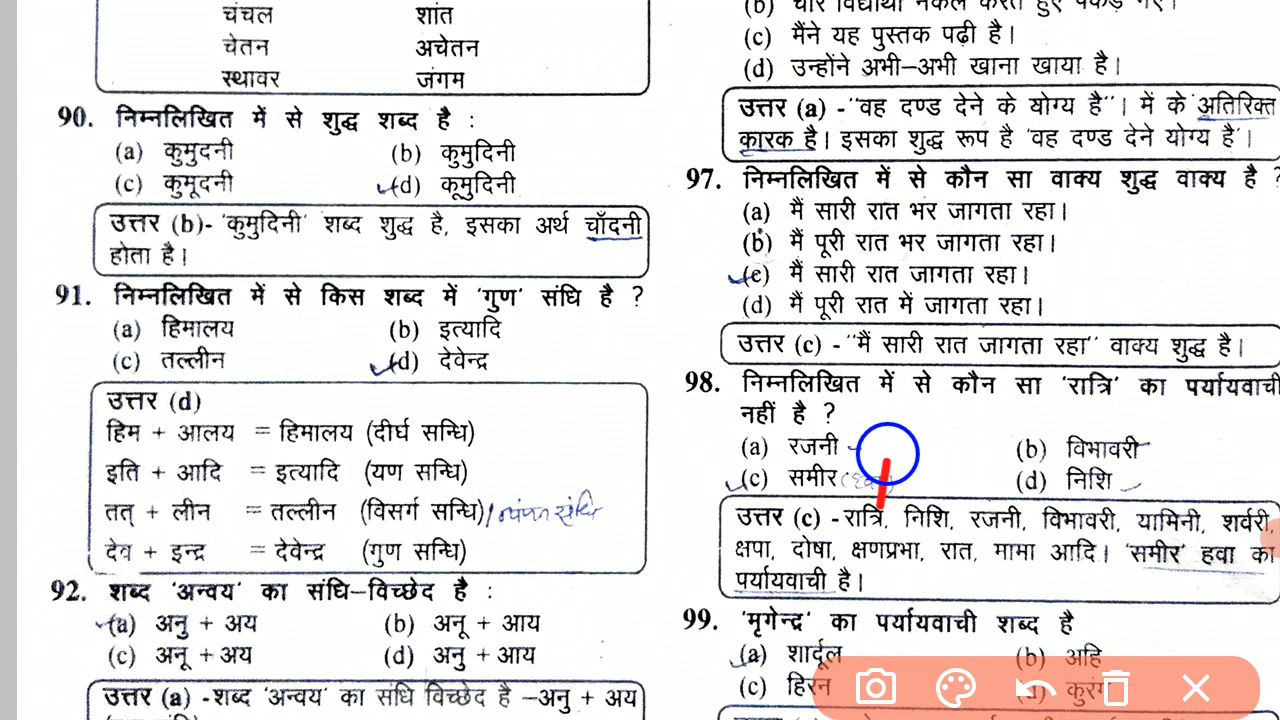 चंचल शांत
चेतन अचेतन
स्थावर जंगम
90. निम्नलिखित में से शुद्ध शब्द है :
(a) कुमुदनी (b) कुमुदिनी
(c) कुमूदनी (d) कूमुदिनी
उत्तर (b)- 'कुमुदिनी' शब्द शुद्ध है, इसका अर्थ चाँदनी
होता है।
91. निम्नलिखित में से किस शब्द में 'गुण' संधि है ?
(a) हिमालय (b) इत्यादि
(c) तल्लीन (d) देवेन्द्र
उत्तर (d)
हिम + आलय = हिमालय (दीर्घ सन्धि)
इति + आदि = इत्यादि (यण सन्धि)
तत् + लीन = तल्लीन (विसर्ग सन्धि)/व्यंजन संधि
देव + इन्द्र = देवेन्द्र (गुण सन्धि)
92. शब्द 'अन्वय' का संधि–विच्छेद है :
(a) अनु + अय (b) अनू + आय
(c) अनू + अय (d) अनु + आय
उत्तर (a) -शब्द 'अन्वय' का संधि विच्छेद है –अनु + अय
(b) चार विद्यार्थी नकल करते हुए पकड़े गए।
(c) मैंने यह पुस्तक पढ़ी है।
(d) उन्होंने अभी–अभी खाना खाया है।
उत्तर (a) -"वह दण्ड देने के योग्य है"। में के अतिरिक्त
कारक है। इसका शुद्ध रूप है 'वह दण्ड देने योग्य है'।
97. निम्नलिखित में से कौन सा वाक्य शुद्ध वाक्य है ?
(a) मैं सारी रात भर जागता रहा।
(b) मैं पूरी रात भर जागता रहा।
(c) मैं सारी रात जागता रहा।
(d) मैं पूरी रात में जागता रहा।
उत्तर (c) -"मैं सारी रात जागता रहा" वाक्य शुद्ध है।
98. निम्नलिखित में से कौन सा 'रात्रि' का पर्यायवाची
नहीं है ?
(a) रजनी (b) विभावरी
(c) समीर (d) निशि
उत्तर (c) -रात्रि, निशि, रजनी, विभावरी, यामिनी, शर्वरी,
क्षपा, दोषा, क्षणप्रभा, रात, मामा आदि। 'समीर' हवा का
पर्यायवाची है।
99. 'मृगेन्द्र' का पर्यायवाची शब्द है
(a) शार्दूल (b) अहि
(c) हिरन (d) कुरंग